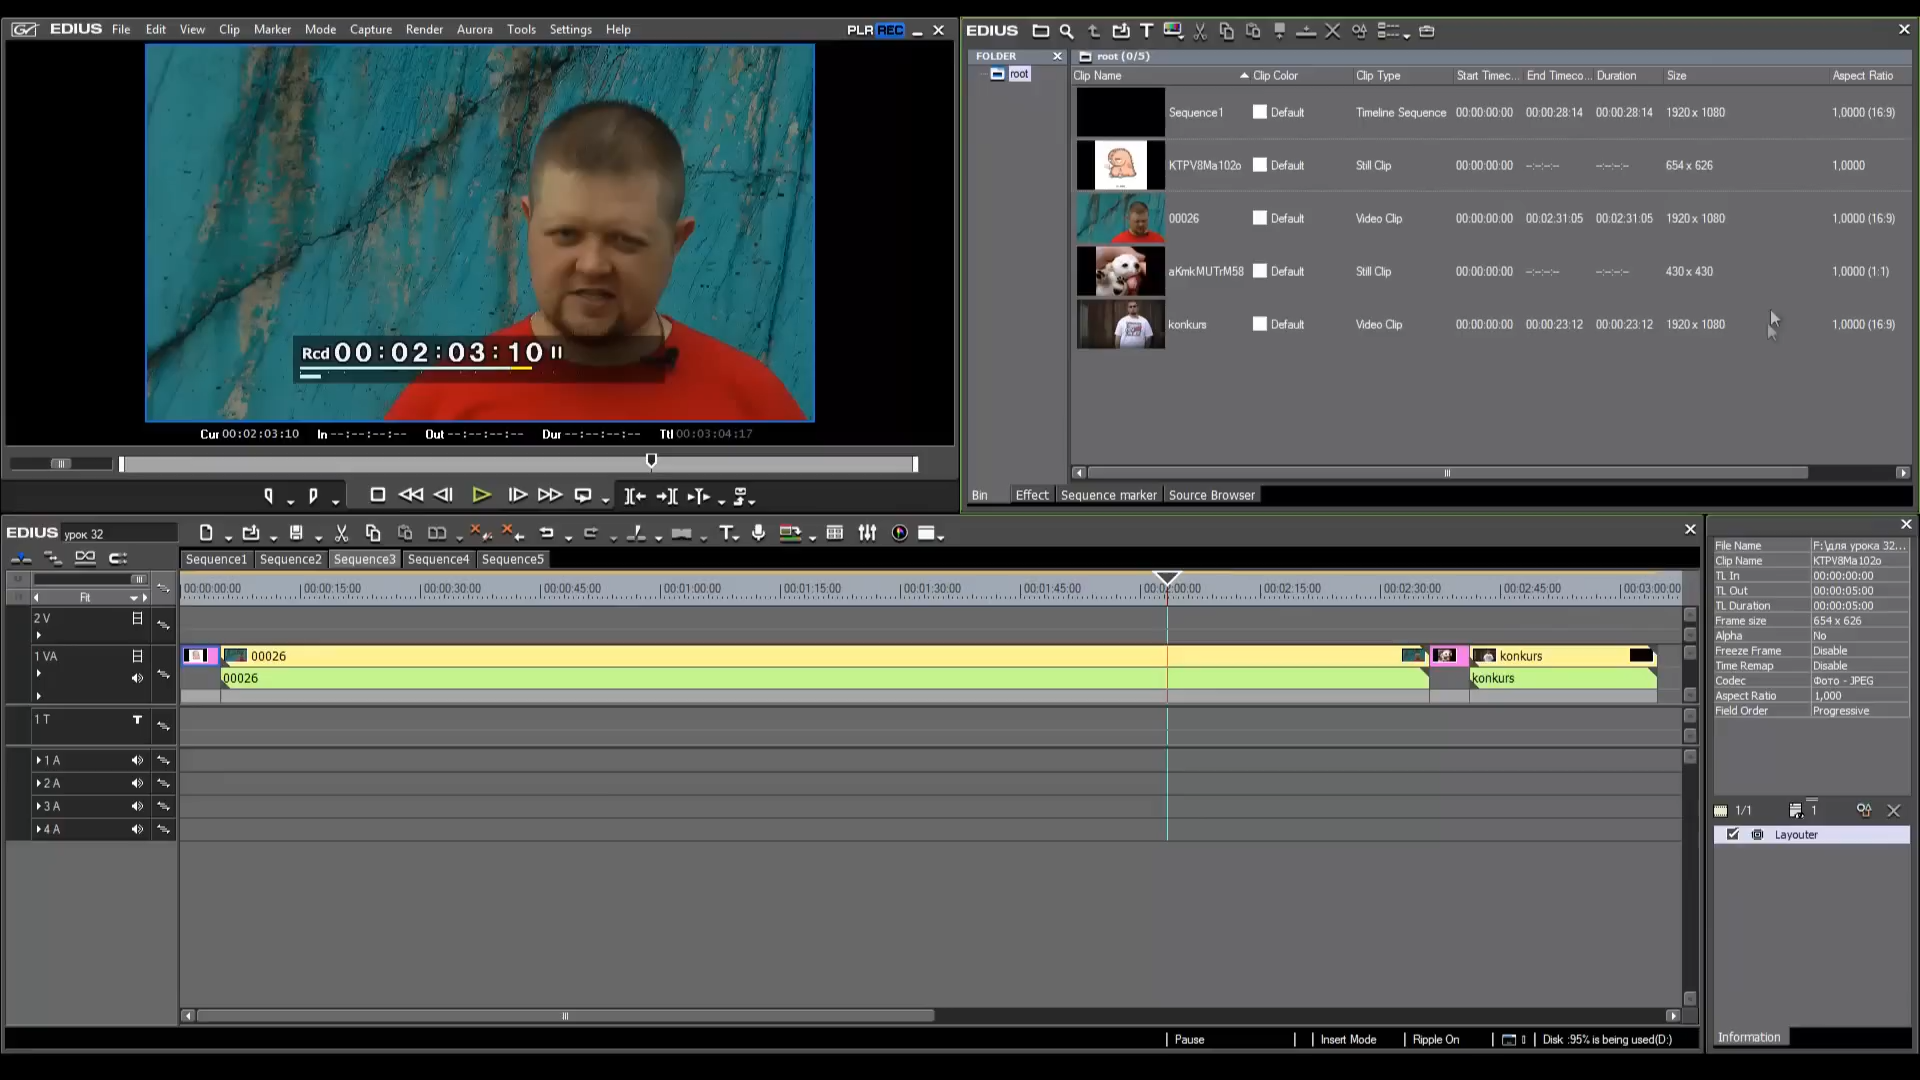 EDIUS File Edit View Clip Marker Mode Capture Render Aurora Tools Settings Help PLR REC
Rcd 00:02:03:10
Cur 00:02:03:10 In --:--:--:-- Out --:--:--:-- Dur --:--:--:-- Ttl 00:03:04:17
EDIUS
FOLDER
root
root (0/5)
Clip Name Clip Color Clip Type Start Timec... End Timeco... Duration Size Aspect Ratio
Sequence1 Default Timeline Sequence 00:00:00:00 00:00:28:14 00:00:28:14 1920 x 1080 1,0000 (16:9)
KTPV8Ma102o Default Still Clip 00:00:00:00 --:--:--:-- --:--:--:-- 654 x 626 1,0000
00026 Default Video Clip 00:00:00:00 00:02:31:05 00:02:31:05 1920 x 1080 1,0000 (16:9)
aKmkMUTrM58 Default Still Clip 00:00:00:00 --:--:--:-- --:--:--:-- 430 x 430 1,0000 (1:1)
konkurs Default Video Clip 00:00:00:00 00:00:23:12 00:00:23:12 1920 x 1080 1,0000 (16:9)
Bin Effect Sequence marker Source Browser
EDIUS урок 32
Sequence1 Sequence2 Sequence3 Sequence4 Sequence5
Fit
00:00:00:00 00:00:15:00 00:00:30:00 00:00:45:00 00:01:00:00 00:01:15:00 00:01:30:00 00:01:45:00 00:02:00:00 00:02:15:00 00:02:30:00 00:02:45:00 00:03:00:00
2 V
1 VA 00026 konkurs
00026 konkurs
1 T T
1 A
2 A
3 A
4 A
Pause Insert Mode Ripple On Disk :95% is being used(D:)
File Name F:\для урока 32...
Clip Name KTPV8Ma102o
TL In 00:00:00:00
TL Out 00:00:05:00
TL Duration 00:00:05:00
Frame size 654 x 626
Alpha No
Freeze Frame Disable
Time Remap Disable
Codec Фото - JPEG
Aspect Ratio 1,000
Field Order Progressive
1/1 1
Layouter
Information